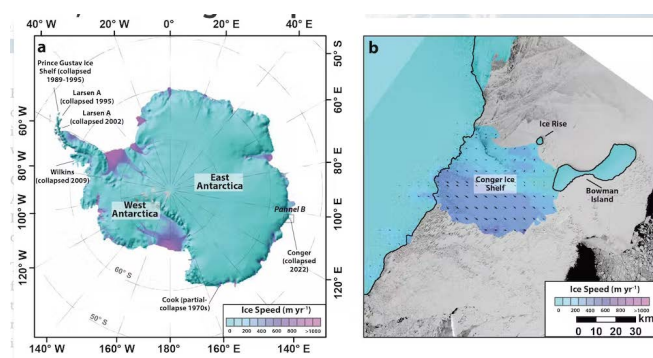 40° W
20° W
0°
20° E
40° E
a
Prince Gustav Ice
Shelf (collapsed
1989-1995)
Larsen A
(collapsed 1995)
Larsen A
(collapsed 2002)
60° W
80° W
Wilkins
(collapsed 2009)
East
Antarctica
West
Antarctica
Pannel B
Conger
(collapsed
2022)
Cook (partial-
collapse 1970s)
60° S
50° S
60° E
80° E
100° E
120° E
100° W
120° W
Ice Speed (m yr⁻¹)
0 200 400 600 800 >1000
140° W
160° W
180° W
160° E
140° E
b
Ice Rise
Conger Ice
Shelf
Bowman
Island
Ice Speed (m yr⁻¹)
0 200 400 600 800 >1000
km
0 10 20 30